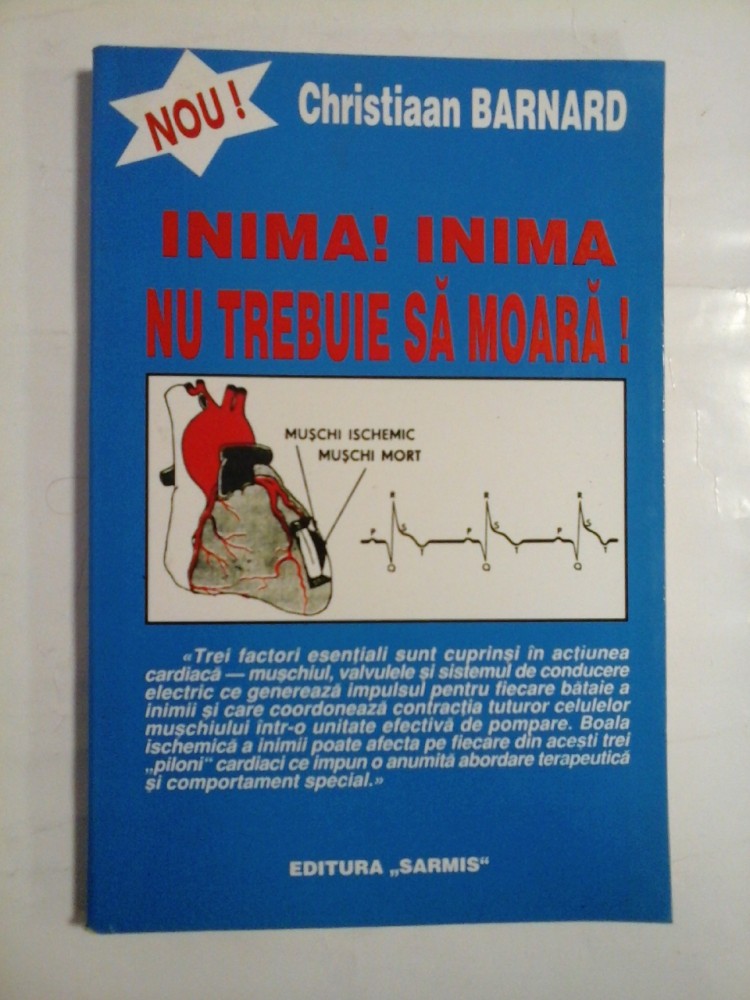 NOU !
Christiaan BARNARD
INIMA! INIMA
NU TREBUIE SĂ MOARĂ !
MUŞCHI ISCHEMIC
MUŞCHI MORT
R R R
P S P S P S
T T T
Q Q Q
«Trei factori esenţiali sunt cuprinşi în acţiunea
cardiacă — muşchiul, valvulele şi sistemul de conducere
electric ce generează impulsul pentru fiecare bătaie a
inimii şi care coordonează contracţia tuturor celulelor
muşchiului într-o unitate efectivă de pompare. Boala
ischemică a inimii poate afecta pe fiecare din aceşti trei
„piloni“ cardiaci ce impun o anumită abordare terapeutică
şi comportament special.»
EDITURA „SARMIS“